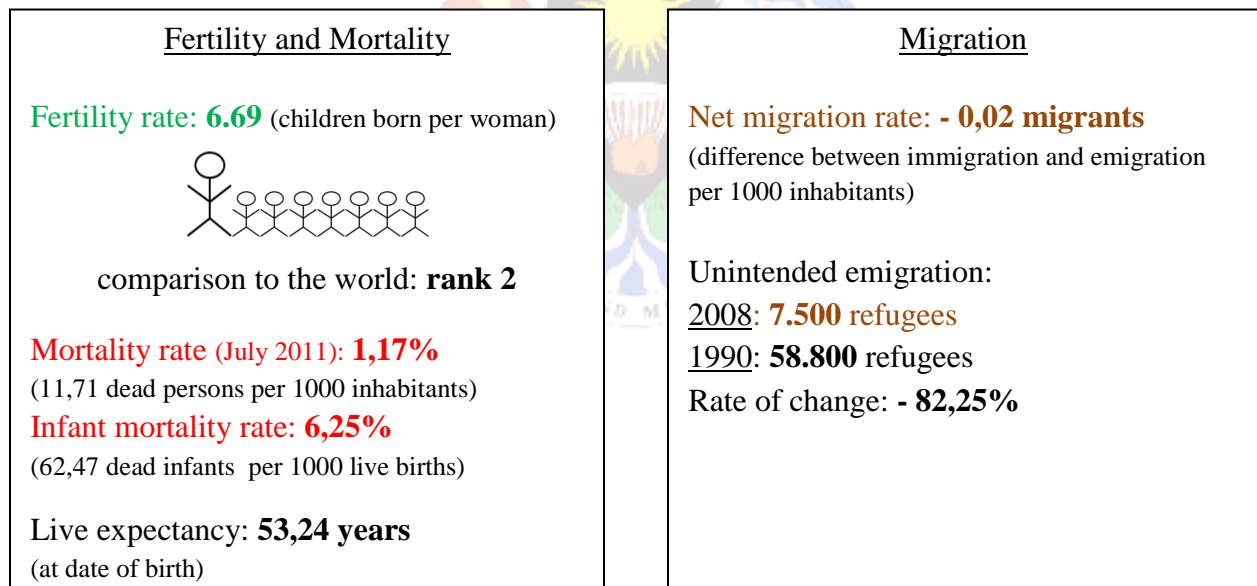 Fertility and Mortality
Fertility rate: 6.69 (children born per woman)
comparison to the world: rank 2
Mortality rate (July 2011): 1,17%
(11,71 dead persons per 1000 inhabitants)
Infant mortality rate: 6,25%
(62,47 dead infants per 1000 live births)
Live expectancy: 53,24 years
(at date of birth)
Migration
Net migration rate: - 0,02 migrants
(difference between immigration and emigration
per 1000 inhabitants)
Unintended emigration:
2008: 7.500 refugees
1990: 58.800 refugees
Rate of change: - 82,25%